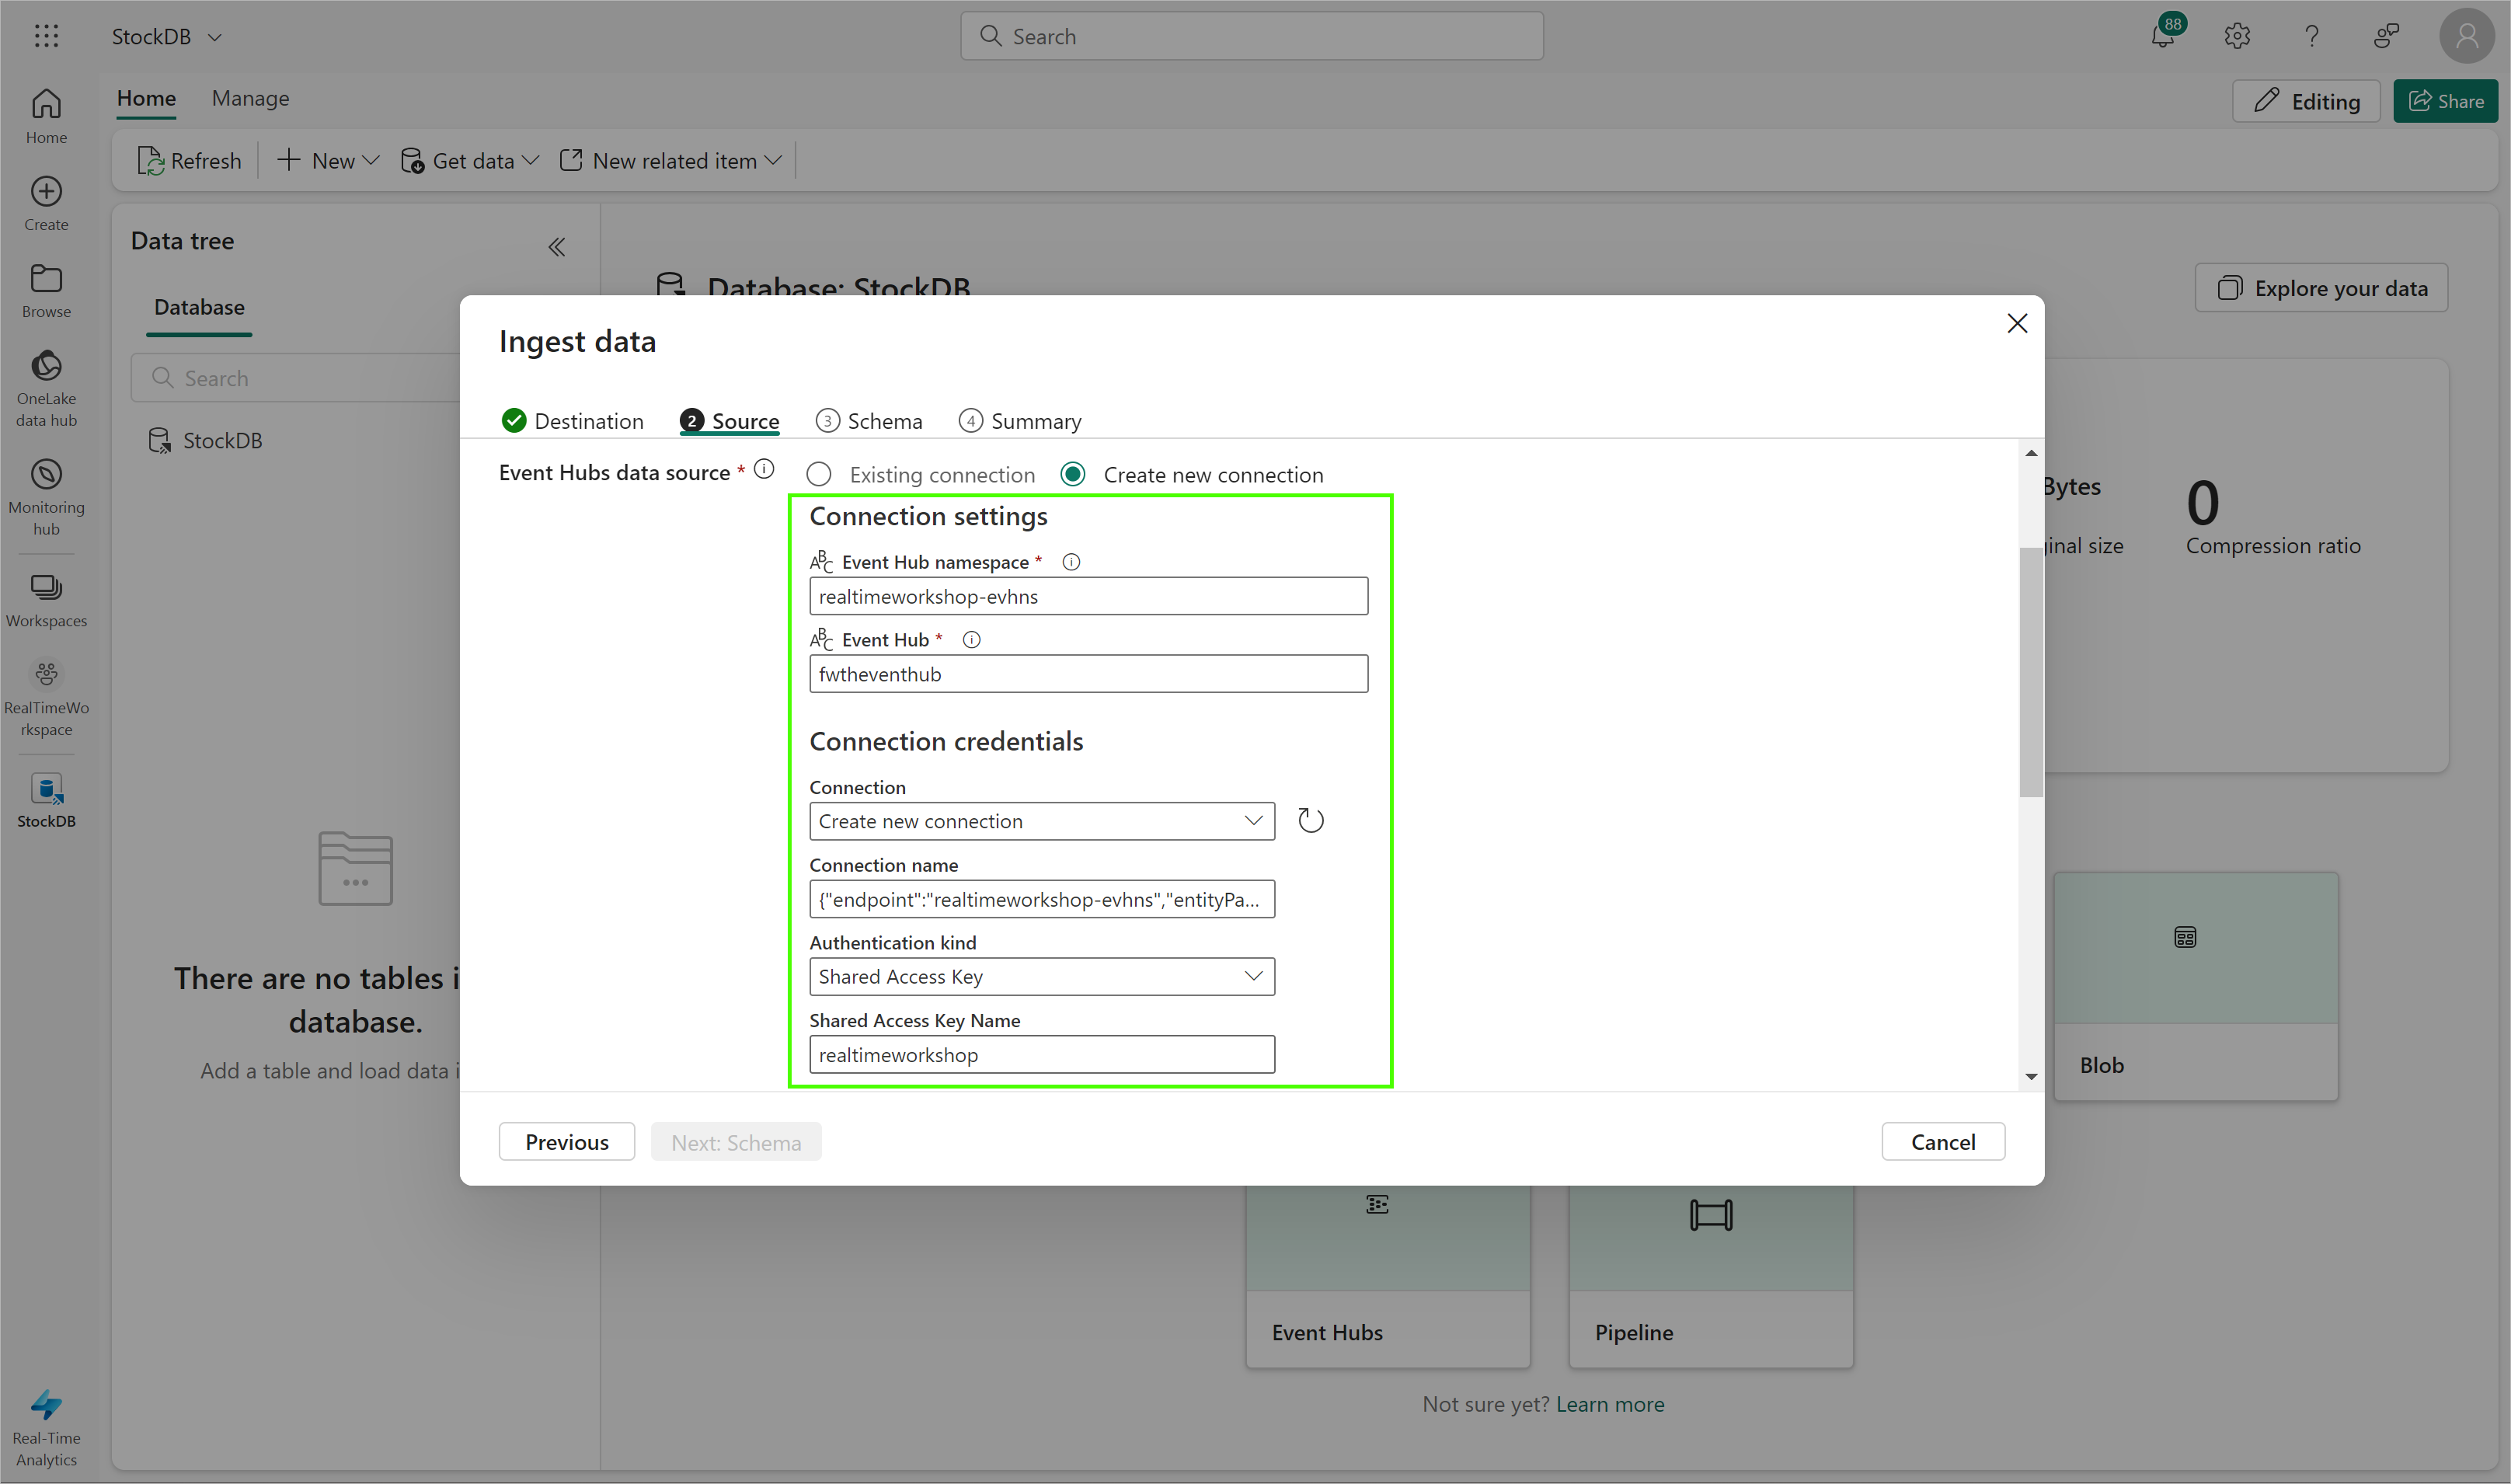 StockDB
Search
88
Home
Manage
Editing
Share
Refresh
New
Get data
New related item
Home
Create
Browse
OneLake
data hub
Monitoring
hub
Workspaces
RealTimeWo
rkspace
StockDB
Real-Time
Analytics
Data tree
Database
Search
StockDB
There are no tables i
database.
Add a table and load data i
Database: StockDB
Explore your data
Bytes
inal size
0
Compression ratio
Blob
Event Hubs
Pipeline
Not sure yet? Learn more
Ingest data
Destination
2 Source
3 Schema
4 Summary
Event Hubs data source *
Existing connection
Create new connection
Connection settings
ABC Event Hub namespace *
realtimeworkshop-evhns
ABC Event Hub *
fwtheventhub
Connection credentials
Connection
Create new connection
Connection name
{"endpoint":"realtimeworkshop-evhns","entityPa...
Authentication kind
Shared Access Key
Shared Access Key Name
realtimeworkshop
Previous
Next: Schema
Cancel